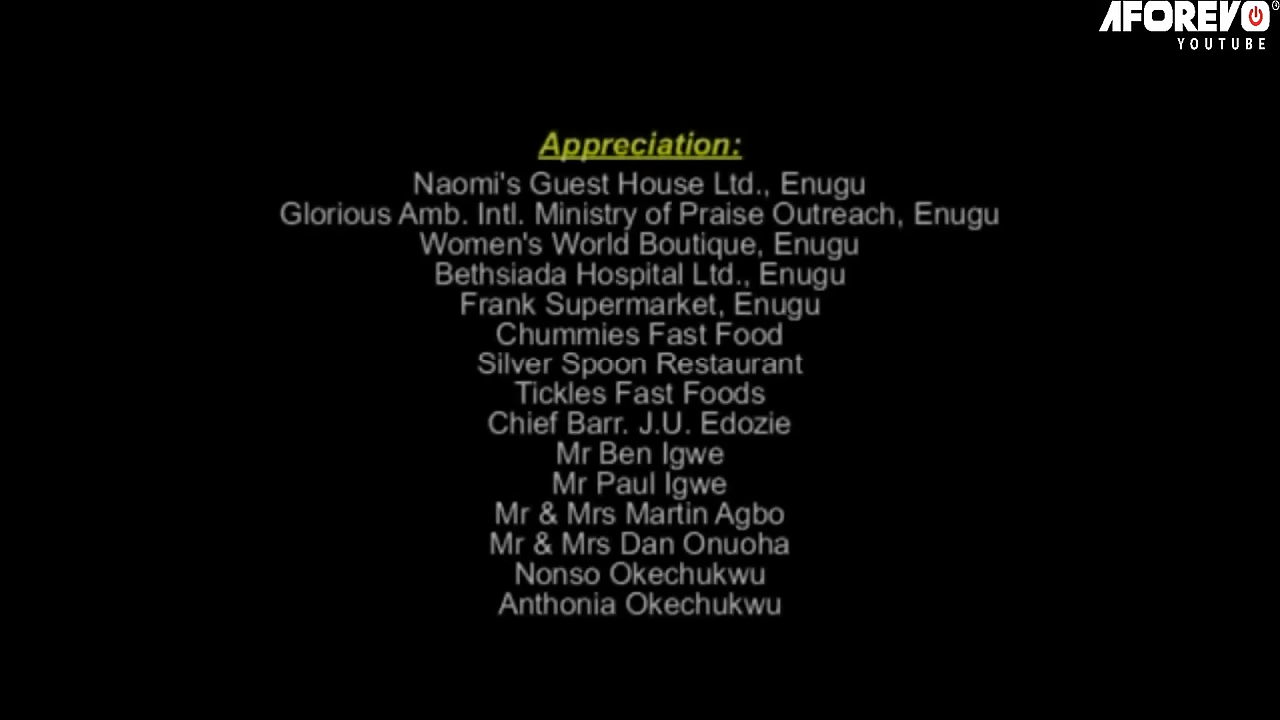 AFOREVO
YOUTUBE
Appreciation:
Naomi's Guest House Ltd., Enugu
Glorious Amb. Intl. Ministry of Praise Outreach, Enugu
Women's World Boutique, Enugu
Bethsiada Hospital Ltd., Enugu
Frank Supermarket, Enugu
Chummies Fast Food
Silver Spoon Restaurant
Tickles Fast Foods
Chief Barr. J.U. Edozie
Mr Ben Igwe
Mr Paul Igwe
Mr & Mrs Martin Agbo
Mr & Mrs Dan Onuoha
Nonso Okechukwu
Anthonia Okechukwu